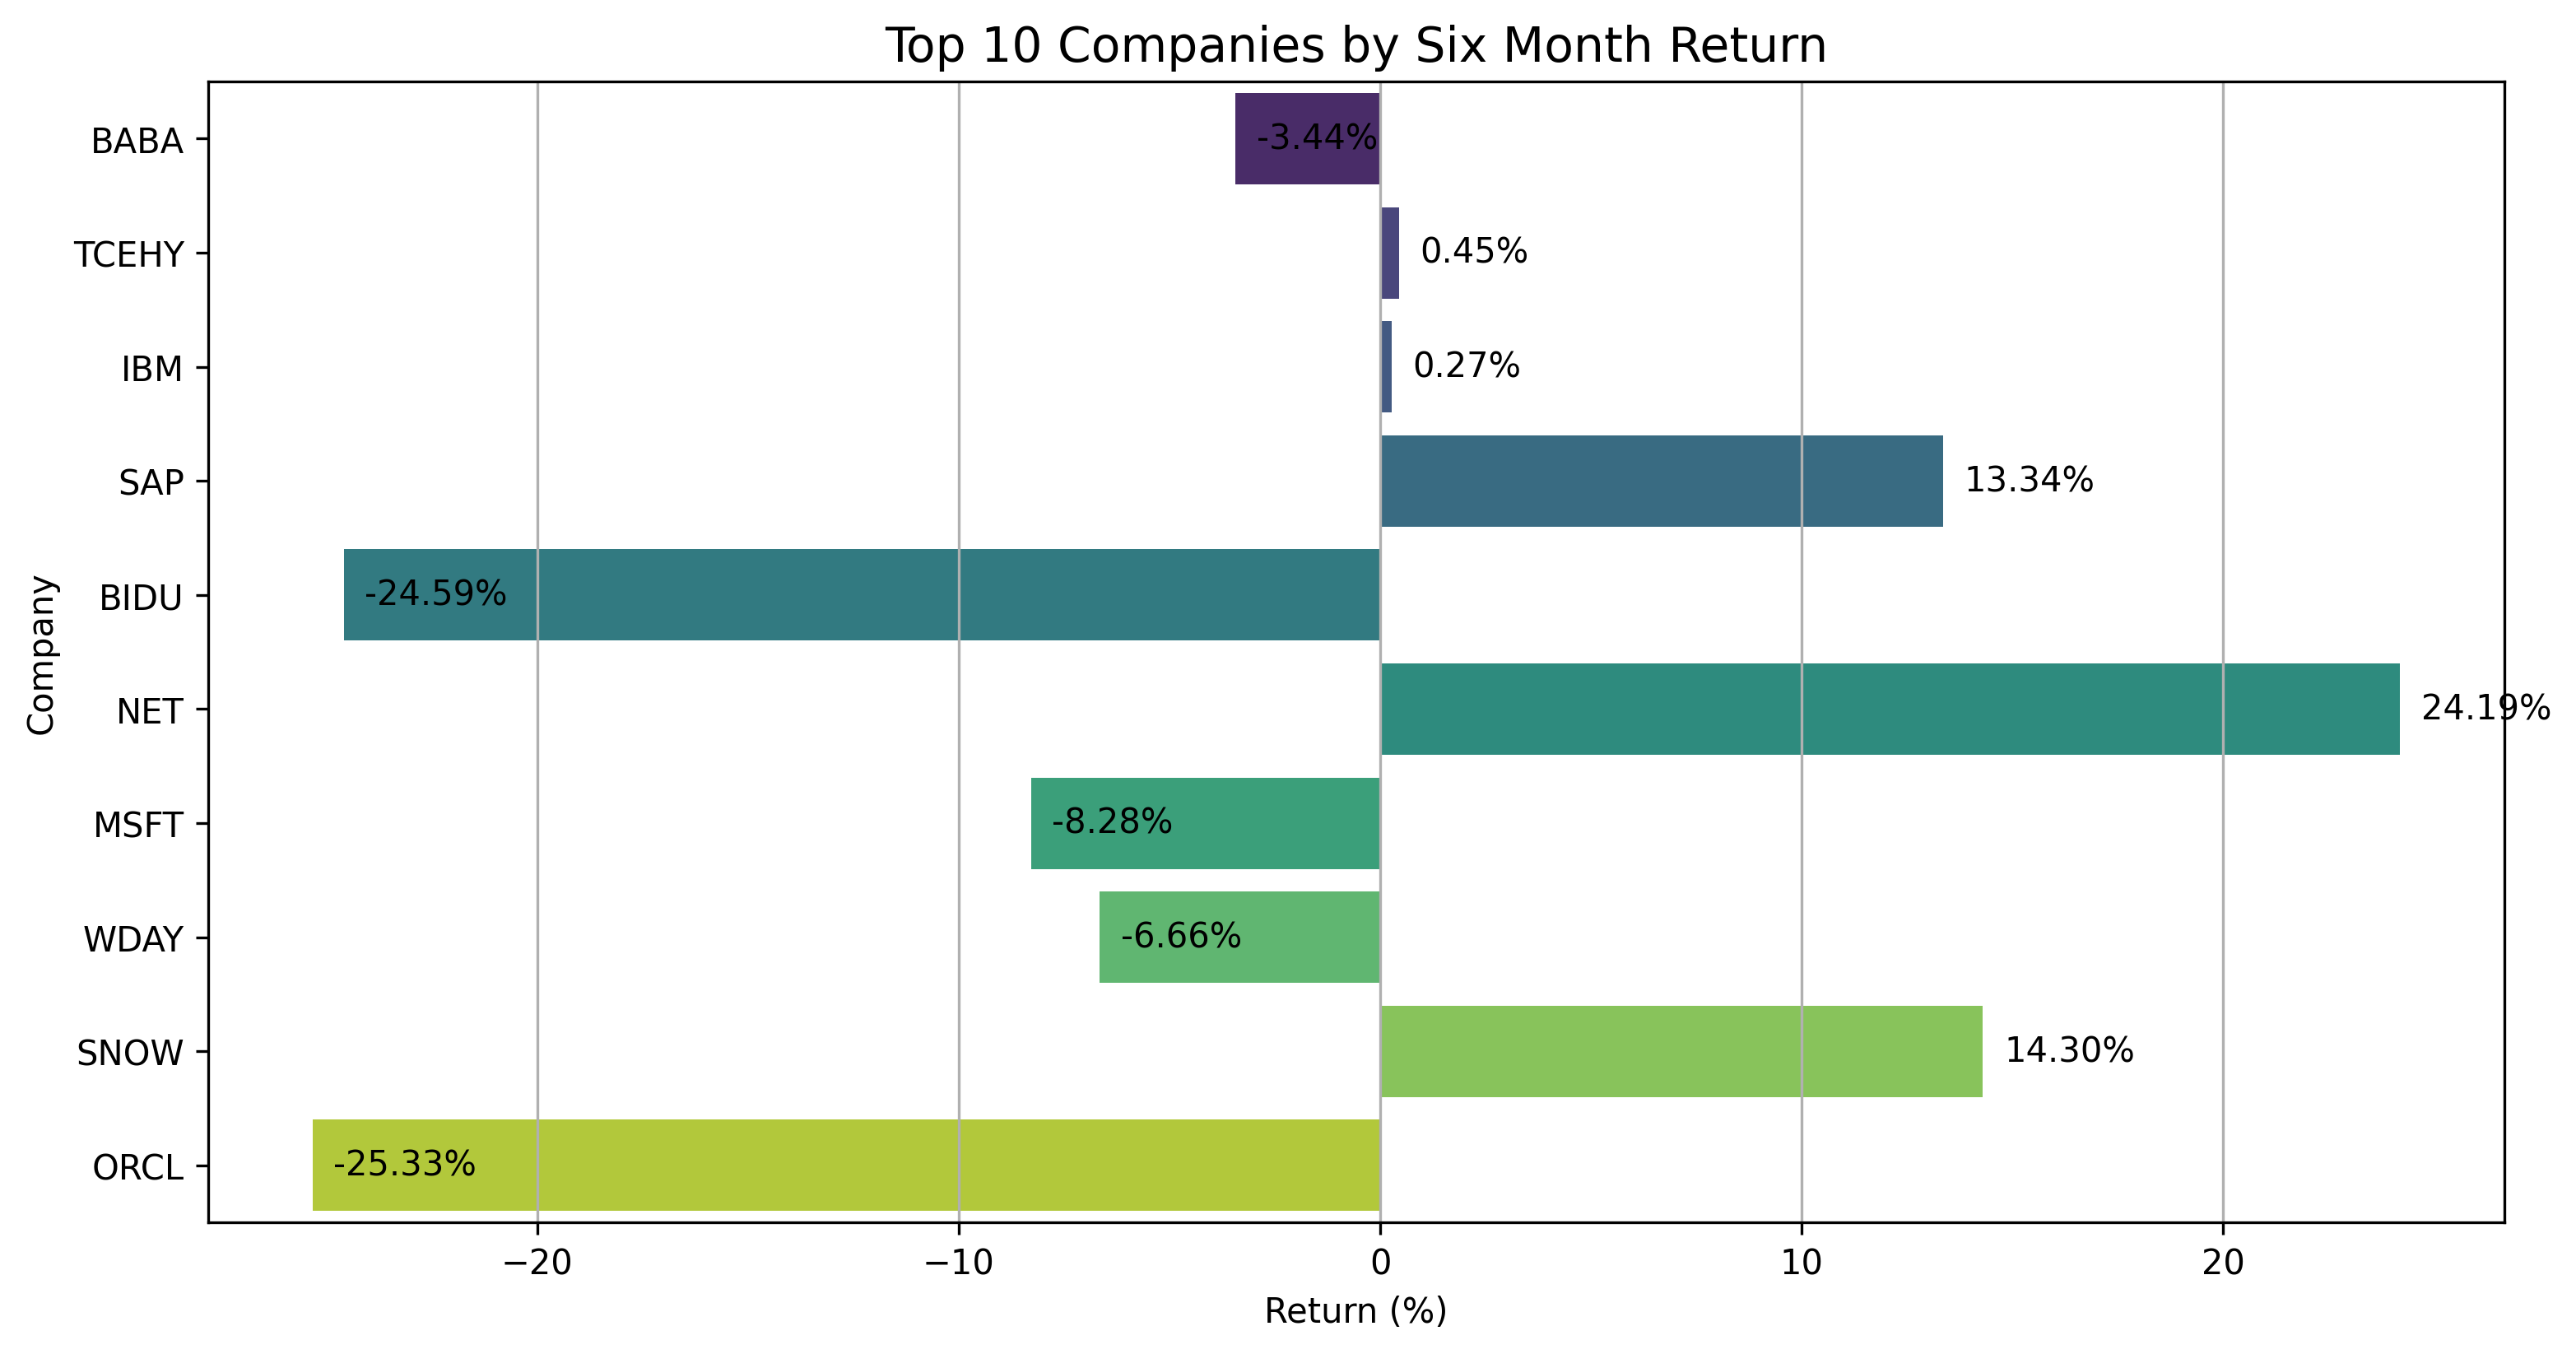 Top 10 Companies by Six Month Return
BABA -3.44%
TCEHY 0.45%
IBM 0.27%
SAP 13.34%
BIDU -24.59%
NET 24.19%
MSFT -8.28%
WDAY -6.66%
SNOW 14.30%
ORCL -25.33%
Company
−20 −10 0 10 20
Return (%)